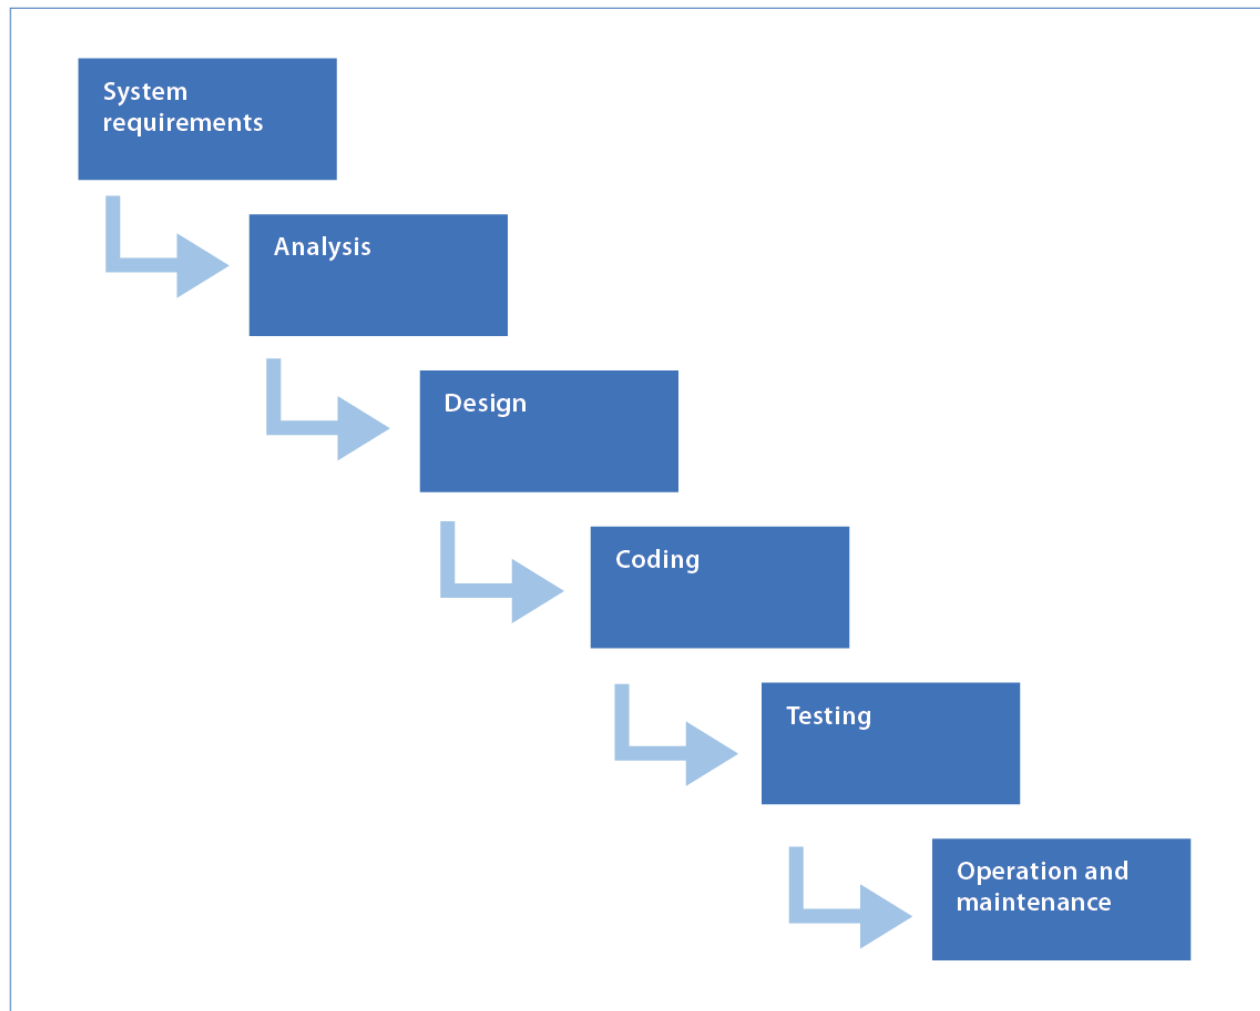 System
requirements
Analysis
Design
Coding
Testing
Operation and
maintenance